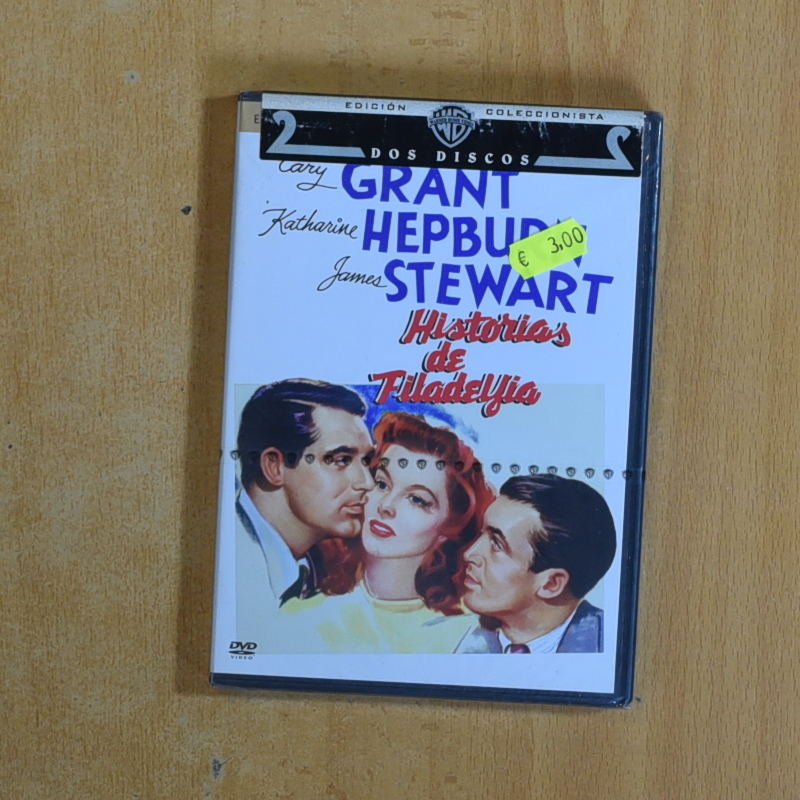 EDICIÓN COLECCIONISTA
DOS DISCOS
Cary
GRANT
Katharine
HEPBURN
€ 3,00
James
STEWART
Historias
de
Filadelfia
DVD
VIDEO